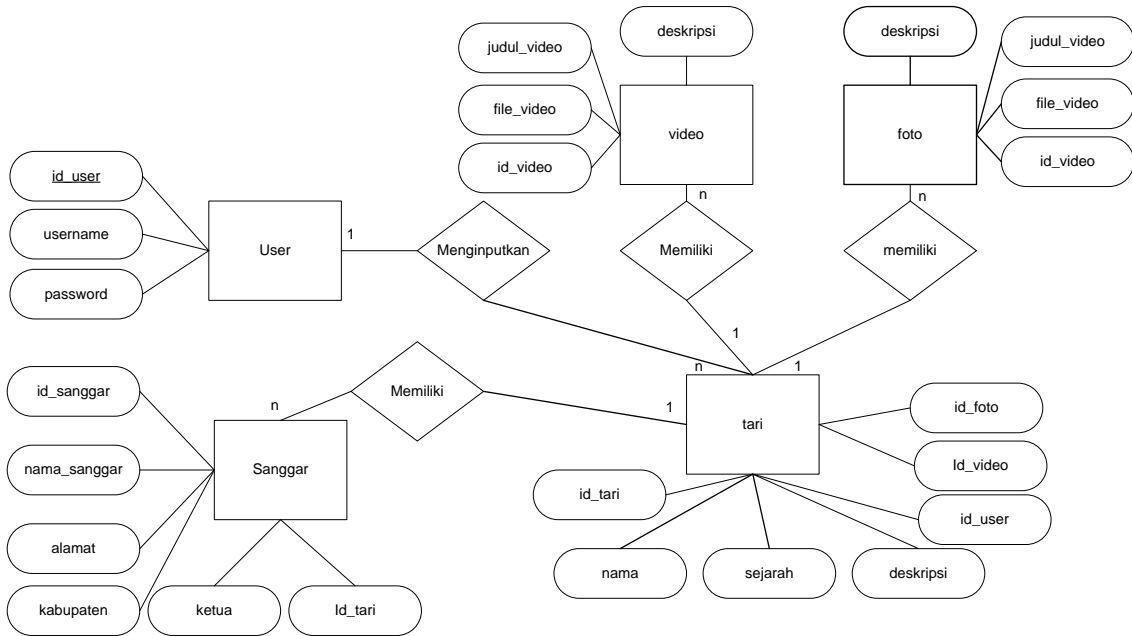 deskripsi
deskripsi
judul_video
judul_video
file_video
file_video
video
foto
id_video
id_video
id_user
username
password
User
1
Menginputkan
n
Memiliki
1
n
memiliki
1
n
id_sanggar
nama_sanggar
alamat
kabupaten
n
Memiliki
1
Sanggar
ketua
Id_tari
tari
id_foto
Id_video
id_user
id_tari
nama
sejarah
deskripsi